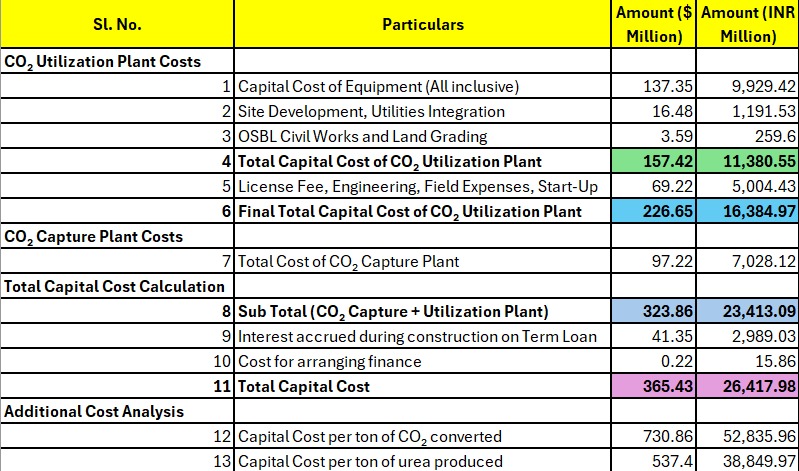 Sl. No. Particulars Amount ($ Million) Amount (INR Million)
CO₂ Utilization Plant Costs
1 Capital Cost of Equipment (All inclusive) 137.35 9,929.42
2 Site Development, Utilities Integration 16.48 1,191.53
3 OSBL Civil Works and Land Grading 3.59 259.6
4 Total Capital Cost of CO₂ Utilization Plant 157.42 11,380.55
5 License Fee, Engineering, Field Expenses, Start-Up 69.22 5,004.43
6 Final Total Capital Cost of CO₂ Utilization Plant 226.65 16,384.97
CO₂ Capture Plant Costs
7 Total Cost of CO₂ Capture Plant 97.22 7,028.12
Total Capital Cost Calculation
8 Sub Total (CO₂ Capture + Utilization Plant) 323.86 23,413.09
9 Interest accrued during construction on Term Loan 41.35 2,989.03
10 Cost for arranging finance 0.22 15.86
11 Total Capital Cost 365.43 26,417.98
Additional Cost Analysis
12 Capital Cost per ton of CO₂ converted 730.86 52,835.96
13 Capital Cost per ton of urea produced 537.4 38,849.97